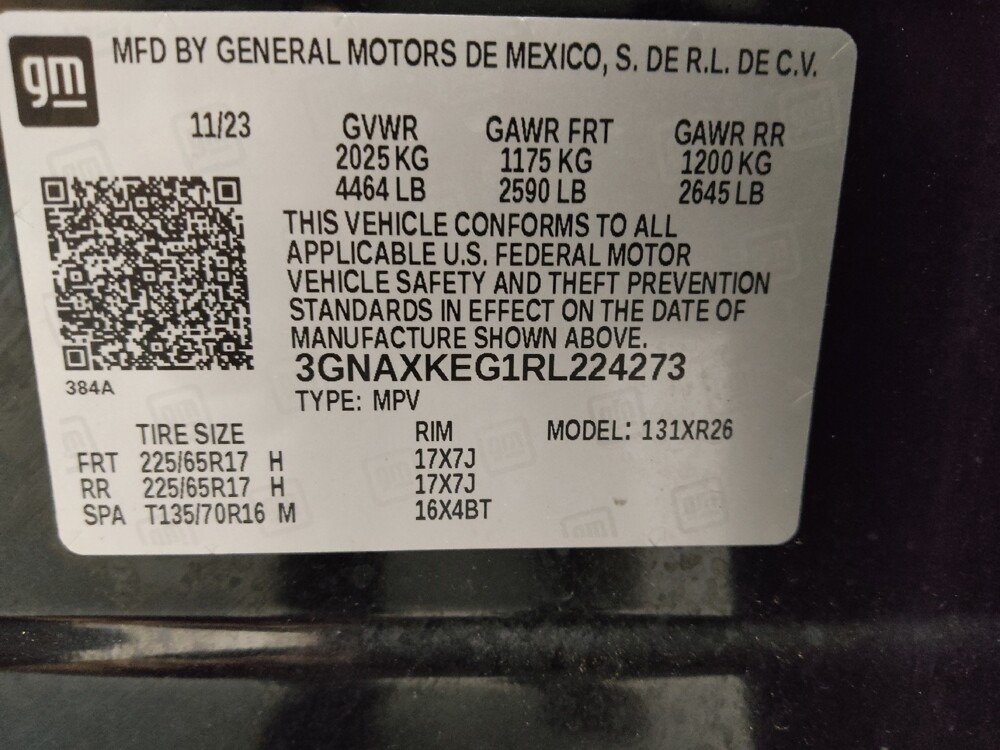 gm
MFD BY GENERAL MOTORS DE MEXICO, S. DE R.L. DE C.V.
11/23 GVWR GAWR FRT GAWR RR
2025 KG 1175 KG 1200 KG
4464 LB 2590 LB 2645 LB
THIS VEHICLE CONFORMS TO ALL
APPLICABLE U.S. FEDERAL MOTOR
VEHICLE SAFETY AND THEFT PREVENTION
STANDARDS IN EFFECT ON THE DATE OF
MANUFACTURE SHOWN ABOVE.
3GNAXKEG1RL224273
384A
TYPE: MPV
TIRE SIZE RIM MODEL: 131XR26
FRT 225/65R17 H 17X7J
RR 225/65R17 H 17X7J
SPA T135/70R16 M 16X4BT